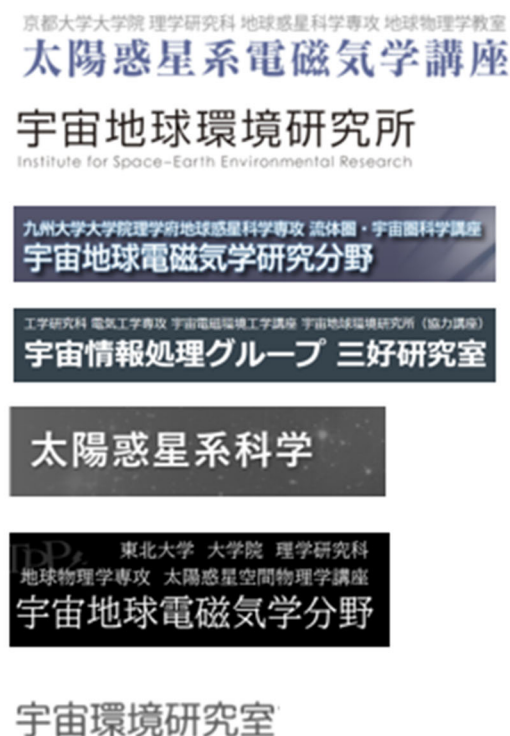 京都大学大学院 理学研究科 地球惑星科学専攻 地球物理学教室
太陽惑星系電磁気学講座
宇宙地球環境研究所
Institute for Space-Earth Environmental Research
九州大学大学院理学府地球惑星科学専攻 流体圏・宇宙圏科学講座
宇宙地球電磁気学研究分野
工学研究科 電気工学専攻 宇宙電磁環境工学講座 宇宙地球環境研究所（協力講座）
宇宙情報処理グループ 三好研究室
太陽惑星系科学
東北大学 大学院 理学研究科
地球物理学専攻 太陽惑星空間物理学講座
宇宙地球電磁気学分野
宇宙環境研究室